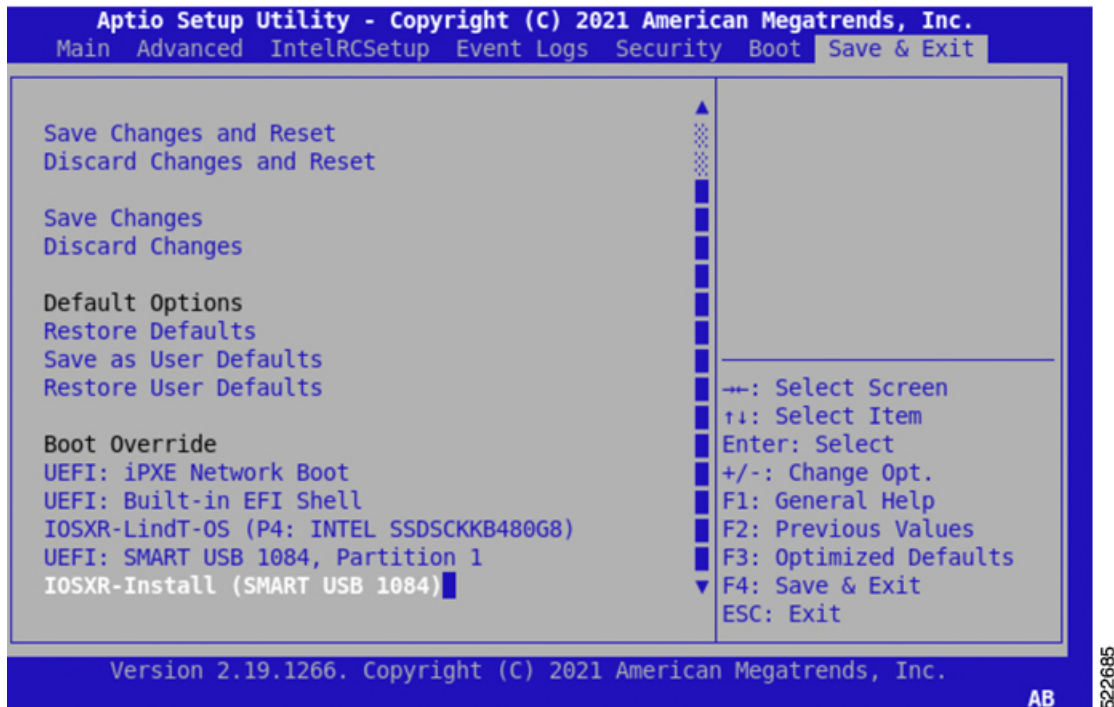 Aptio Setup Utility - Copyright (C) 2021 American Megatrends, Inc.
Main Advanced IntelRCSetup Event Logs Security Boot Save & Exit
Save Changes and Reset
Discard Changes and Reset
Save Changes
Discard Changes
Default Options
Restore Defaults
Save as User Defaults
Restore User Defaults
Boot Override
UEFI: iPXE Network Boot
UEFI: Built-in EFI Shell
IOSXR-LindT-OS (P4: INTEL SSDSCKKB480G8)
UEFI: SMART USB 1084, Partition 1
IOSXR-Install (SMART USB 1084)
→←: Select Screen
↑↓: Select Item
Enter: Select
+/-: Change Opt.
F1: General Help
F2: Previous Values
F3: Optimized Defaults
F4: Save & Exit
ESC: Exit
Version 2.19.1266. Copyright (C) 2021 American Megatrends, Inc.
AB
522685